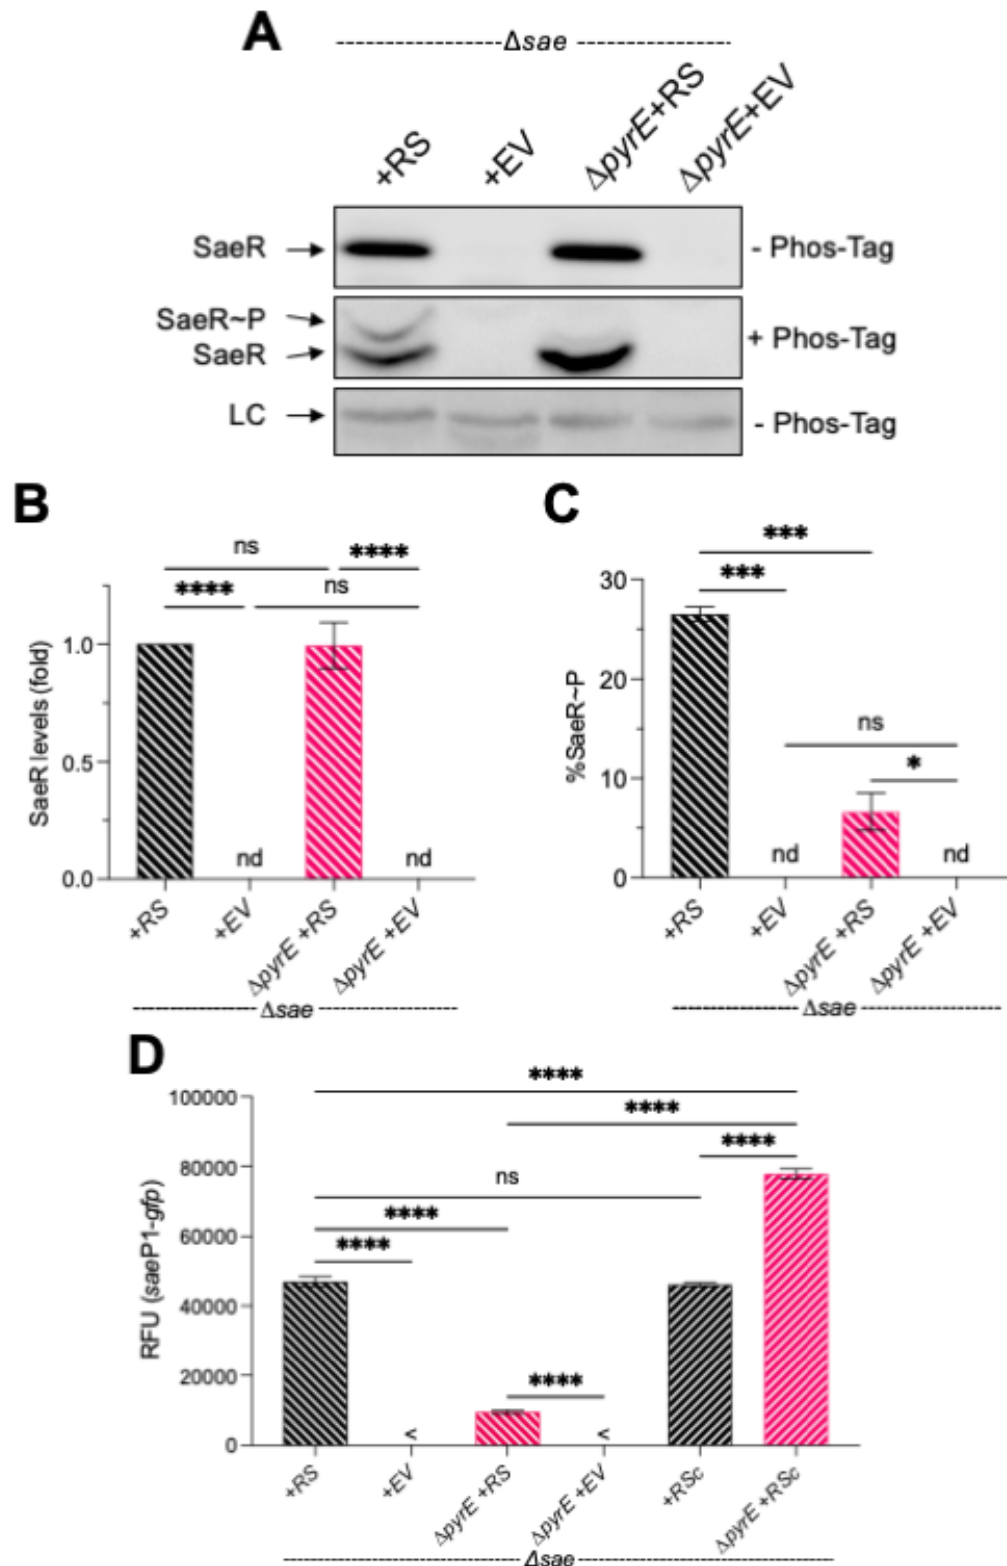 A
Δsae
+RS +EV ΔpyrE+RS ΔpyrE+EV
SaeR - Phos-Tag
SaeR~P
SaeR + Phos-Tag
LC - Phos-Tag
B
ns ****
**** ns
SaeR levels (fold)
1.0
0.5
0.0
nd nd
+RS +EV ΔpyrE +RS ΔpyrE +EV
Δsae
C
***
***
ns
*
%SaeR~P
30
20
10
0
nd nd
+RS +EV ΔpyrE +RS ΔpyrE +EV
Δsae
D
****
****
****
ns
****
****
****
RFU (saeP1-gfp)
100000
80000
60000
40000
20000
0
< <
+RS +EV ΔpyrE +RS ΔpyrE +EV +RSc ΔpyrE +RSc
Δsae